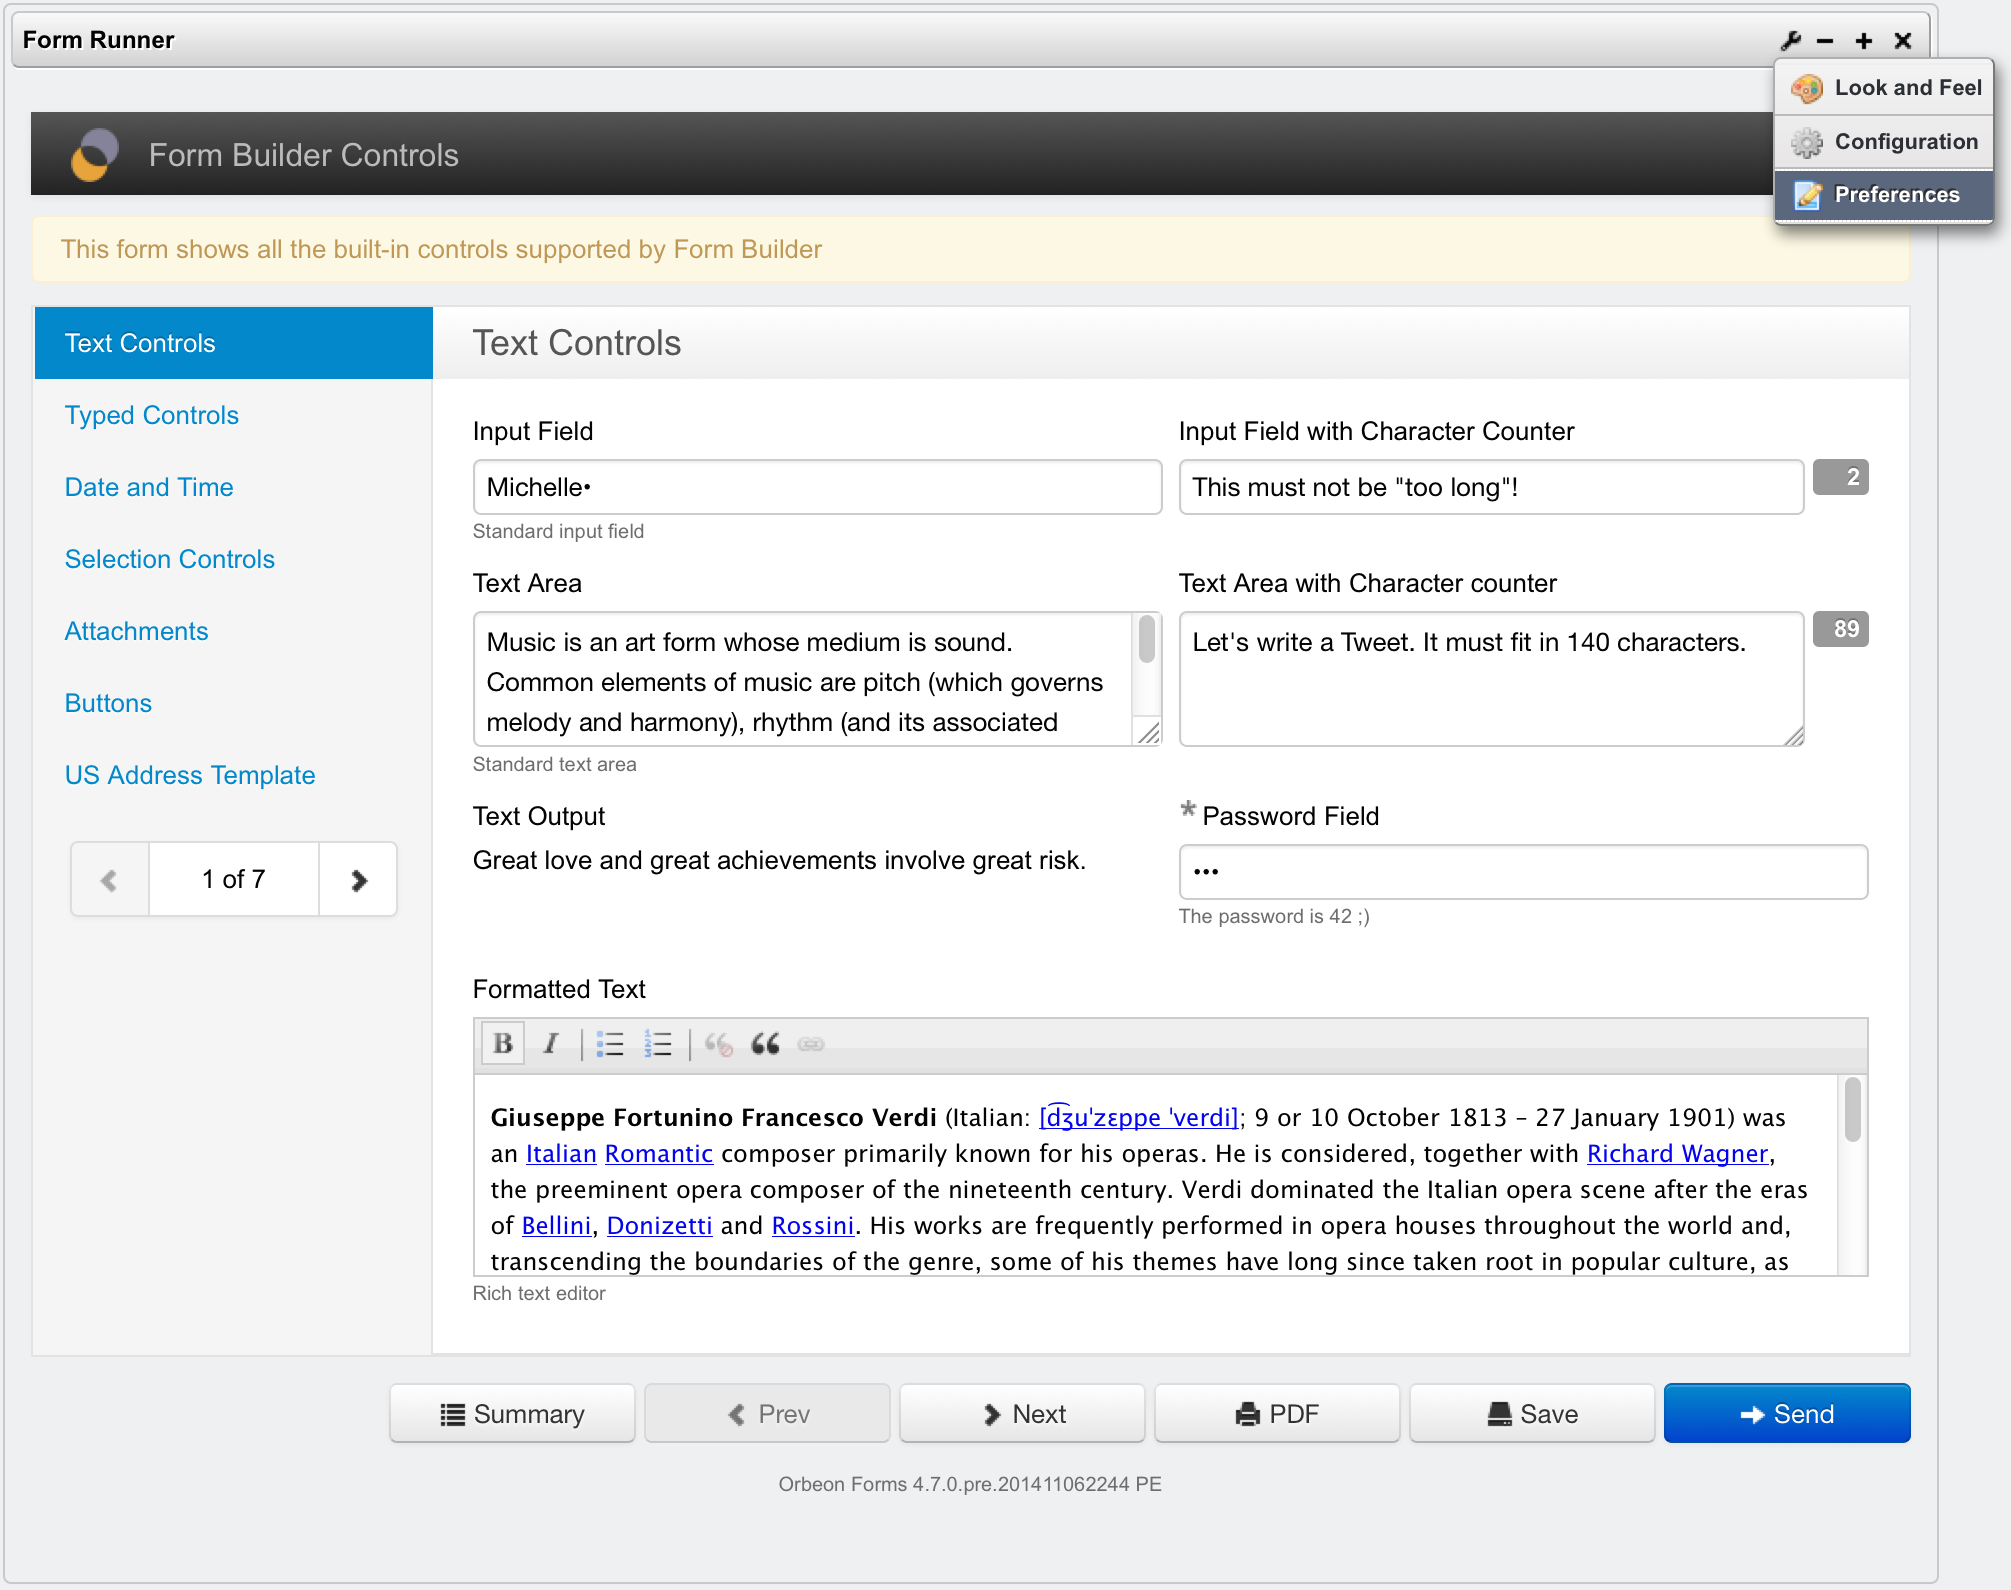 Form Runner
Look and Feel
Configuration
Preferences
Form Builder Controls
This form shows all the built-in controls supported by Form Builder
Text Controls
Typed Controls
Date and Time
Selection Controls
Attachments
Buttons
US Address Template
1 of 7
Text Controls
Input Field
Michelle•
Standard input field
Input Field with Character Counter
This must not be "too long"!
2
Text Area
Music is an art form whose medium is sound.
Common elements of music are pitch (which governs
melody and harmony), rhythm (and its associated
Standard text area
Text Area with Character counter
Let's write a Tweet. It must fit in 140 characters.
89
Text Output
Great love and great achievements involve great risk.
* Password Field
•••
The password is 42 ;)
Formatted Text
B I
Giuseppe Fortunino Francesco Verdi (Italian: [d͡ʒuˈzɛppe ˈverdi]; 9 or 10 October 1813 – 27 January 1901) was
an Italian Romantic composer primarily known for his operas. He is considered, together with Richard Wagner,
the preeminent opera composer of the nineteenth century. Verdi dominated the Italian opera scene after the eras
of Bellini, Donizetti and Rossini. His works are frequently performed in opera houses throughout the world and,
transcending the boundaries of the genre, some of his themes have long since taken root in popular culture, as
Rich text editor
Summary
Prev
Next
PDF
Save
Send
Orbeon Forms 4.7.0.pre.201411062244 PE